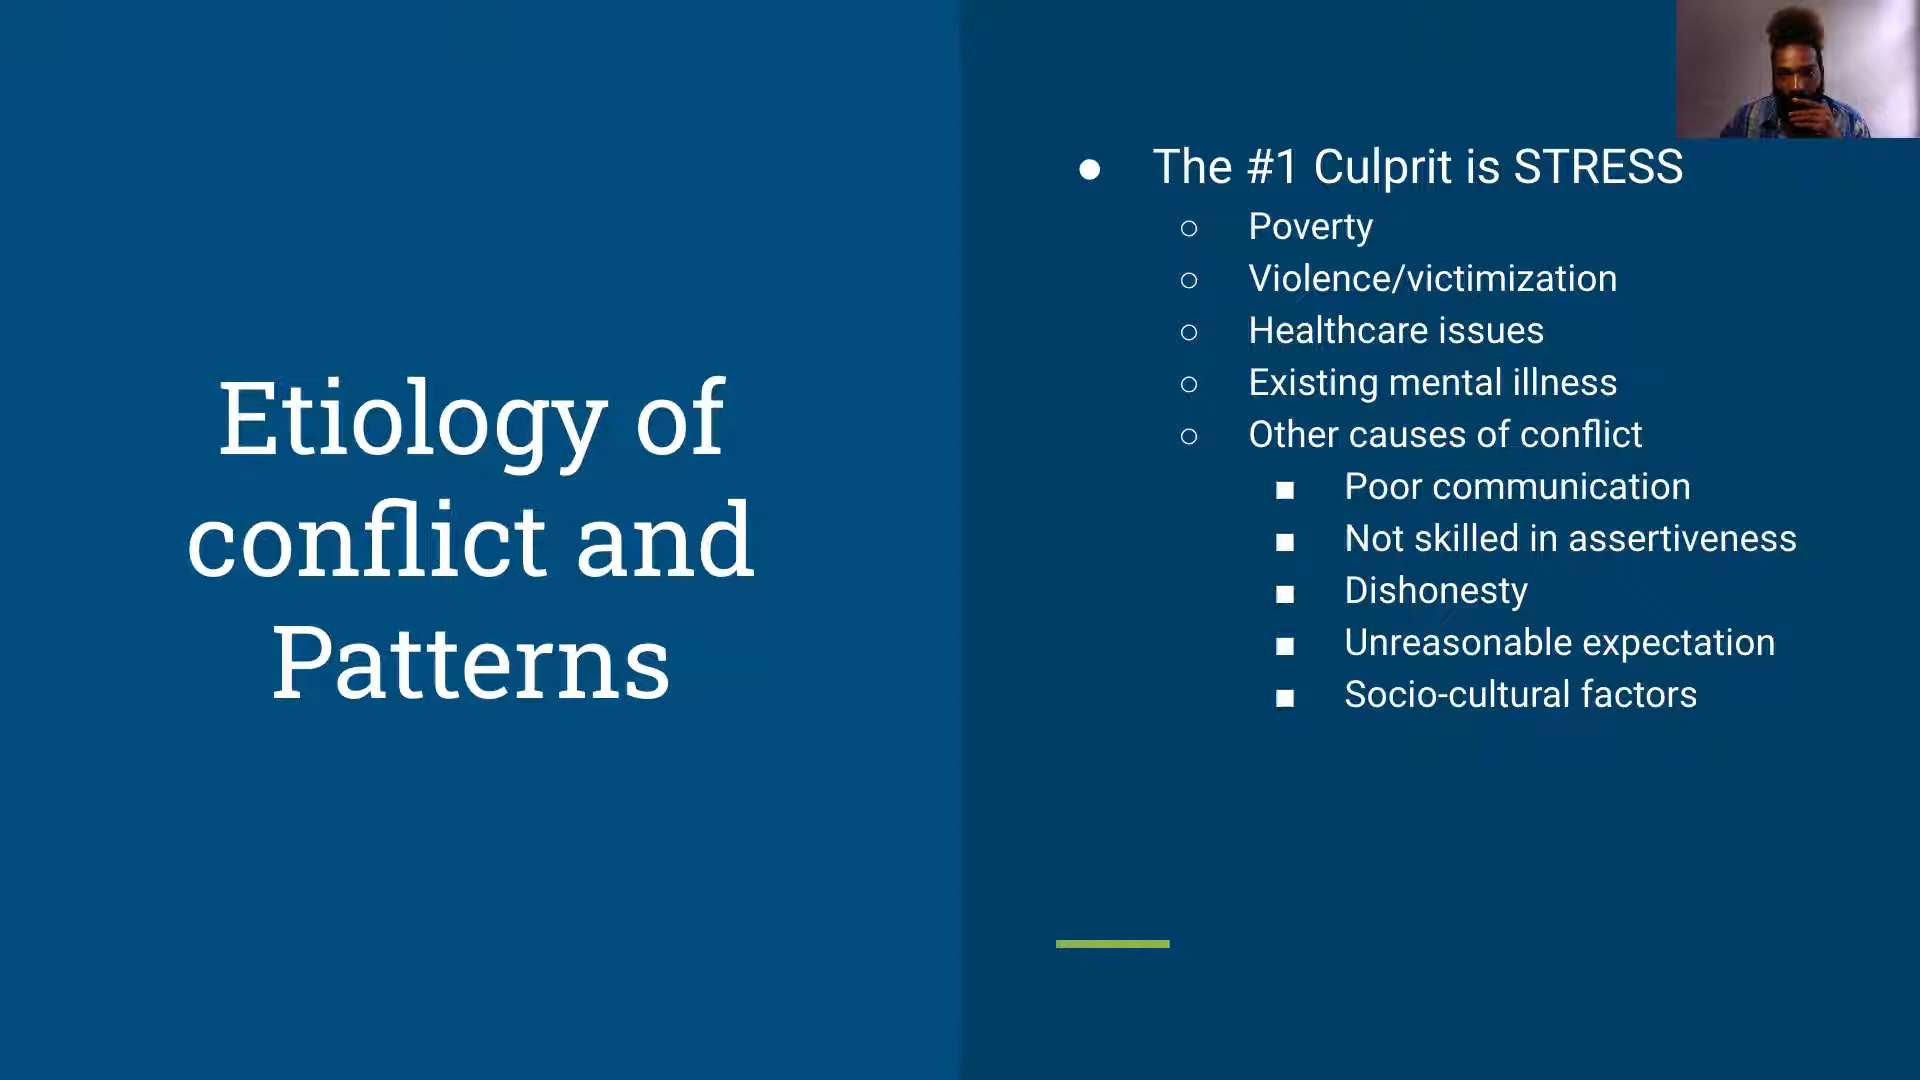 Etiology of
conflict and
Patterns
● The #1 Culprit is STRESS
○ Poverty
○ Violence/victimization
○ Healthcare issues
○ Existing mental illness
○ Other causes of conflict
■ Poor communication
■ Not skilled in assertiveness
■ Dishonesty
■ Unreasonable expectation
■ Socio-cultural factors